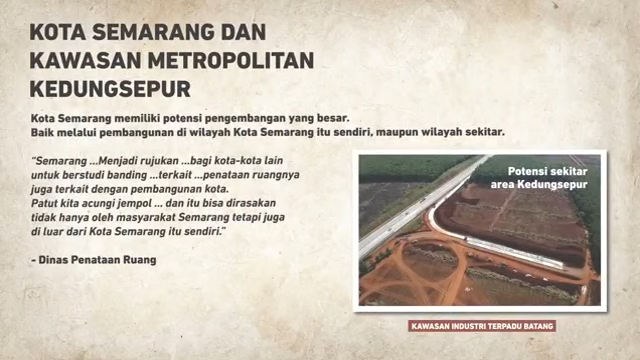 KOTA SEMARANG DAN
KAWASAN METROPOLITAN
KEDUNGSEPUR
Kota Semarang memiliki potensi pengembangan yang besar.
Baik melalui pembangunan di wilayah Kota Semarang itu sendiri, maupun wilayah sekitar.
“Semarang ...Menjadi rujukan ...bagi kota-kota lain
untuk berstudi banding ...terkait ...penataan ruangnya
juga terkait dengan pembangunan kota.
Patut kita acungi jempol ... dan itu bisa dirasakan
tidak hanya oleh masyarakat Semarang tetapi juga
di luar dari Kota Semarang itu sendiri.”
- Dinas Penataan Ruang
Potensi sekitar
area Kedungsepur
KAWASAN INDUSTRI TERPADU BATANG